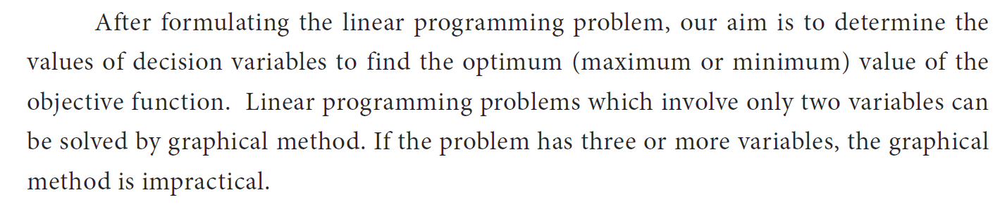 After formulating the linear programming problem, our aim is to determine the
values of decision variables to find the optimum (maximum or minimum) value of the
objective function.  Linear programming problems which involve only two variables can
be solved by graphical method. If the problem has three or more variables, the graphical
method is impractical.